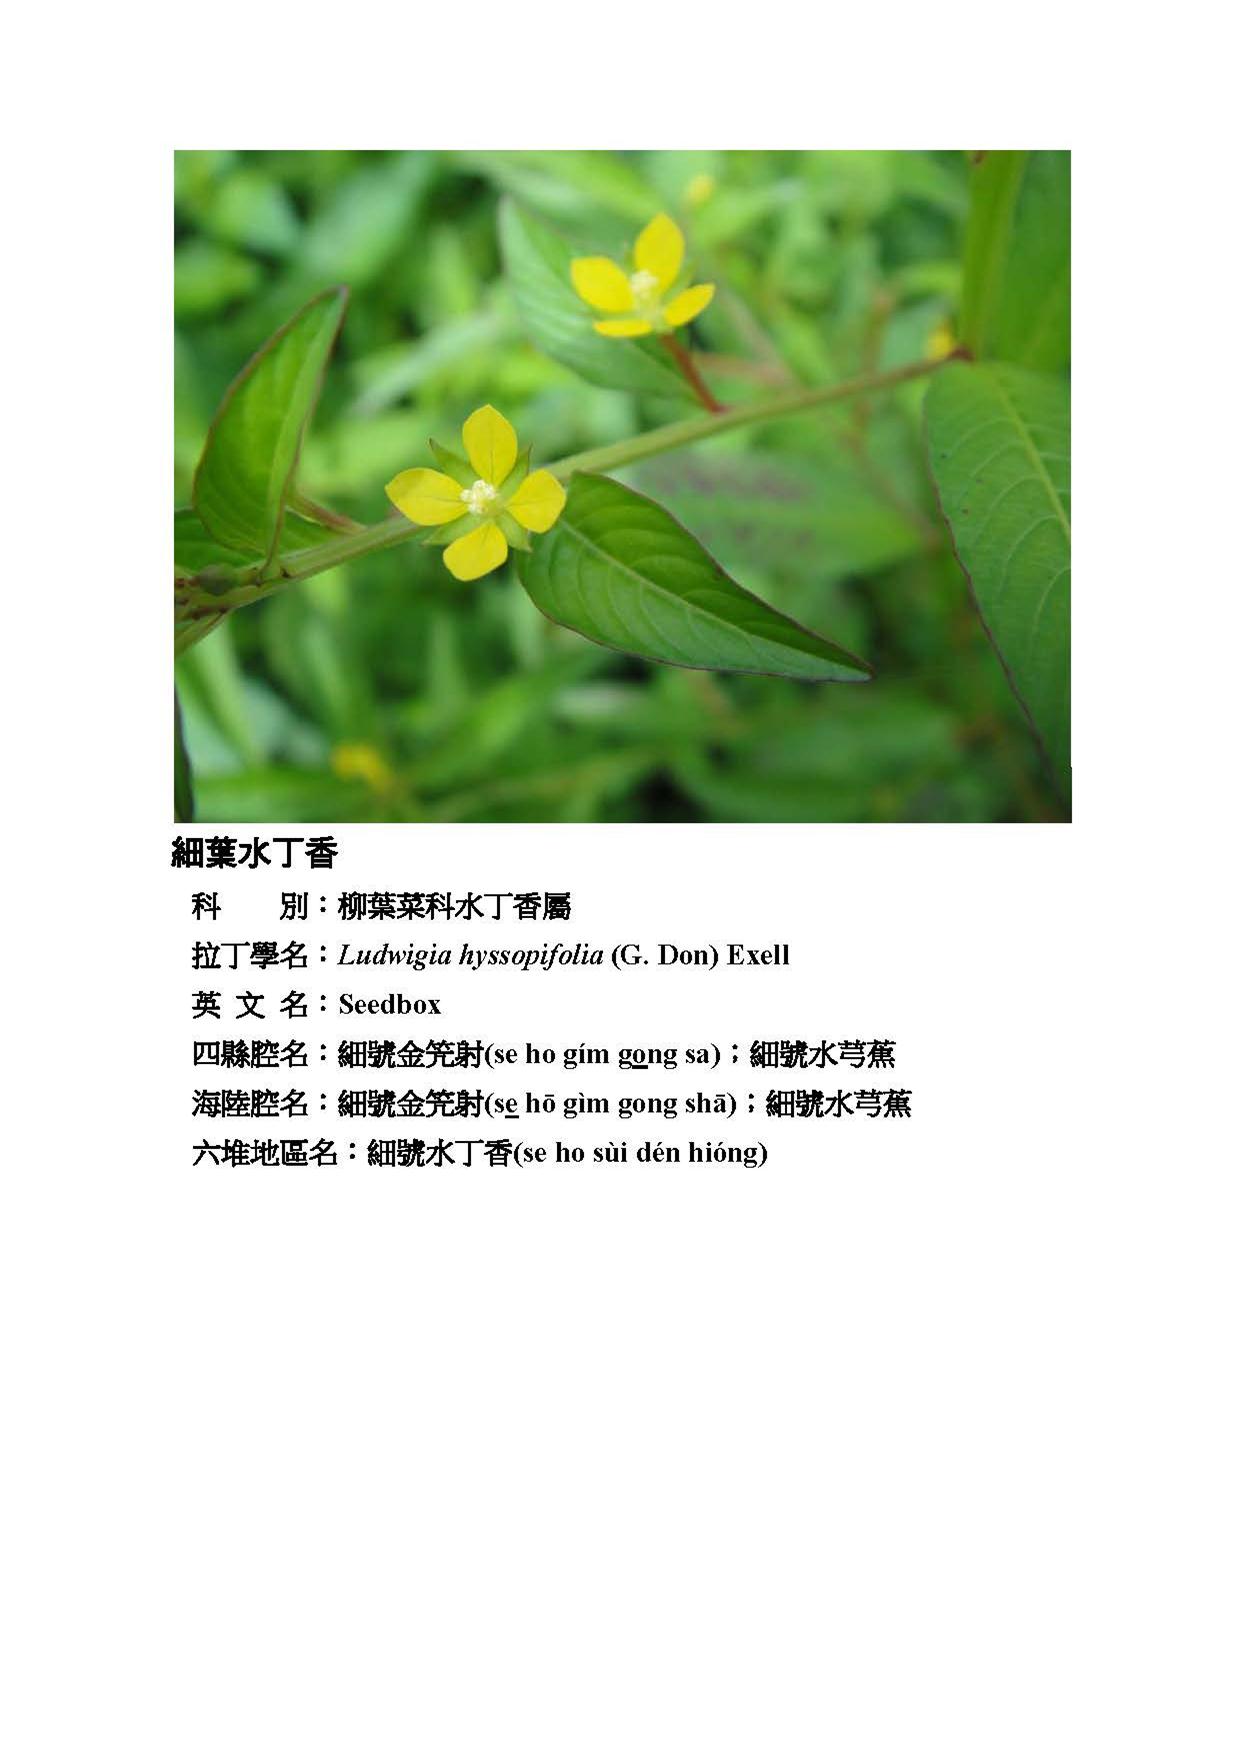 細葉水丁香
科　　別：柳葉菜科水丁香屬
拉丁學名：Ludwigia hyssopifolia (G. Don) Exell
英 文 名：Seedbox
四縣腔名：細號金筅射(se ho gím gong sa)；細號水芎蕉
海陸腔名：細號金筅射(se hō gìm gong shā)；細號水芎蕉
六堆地區名：細號水丁香(se ho sùi dén hióng)